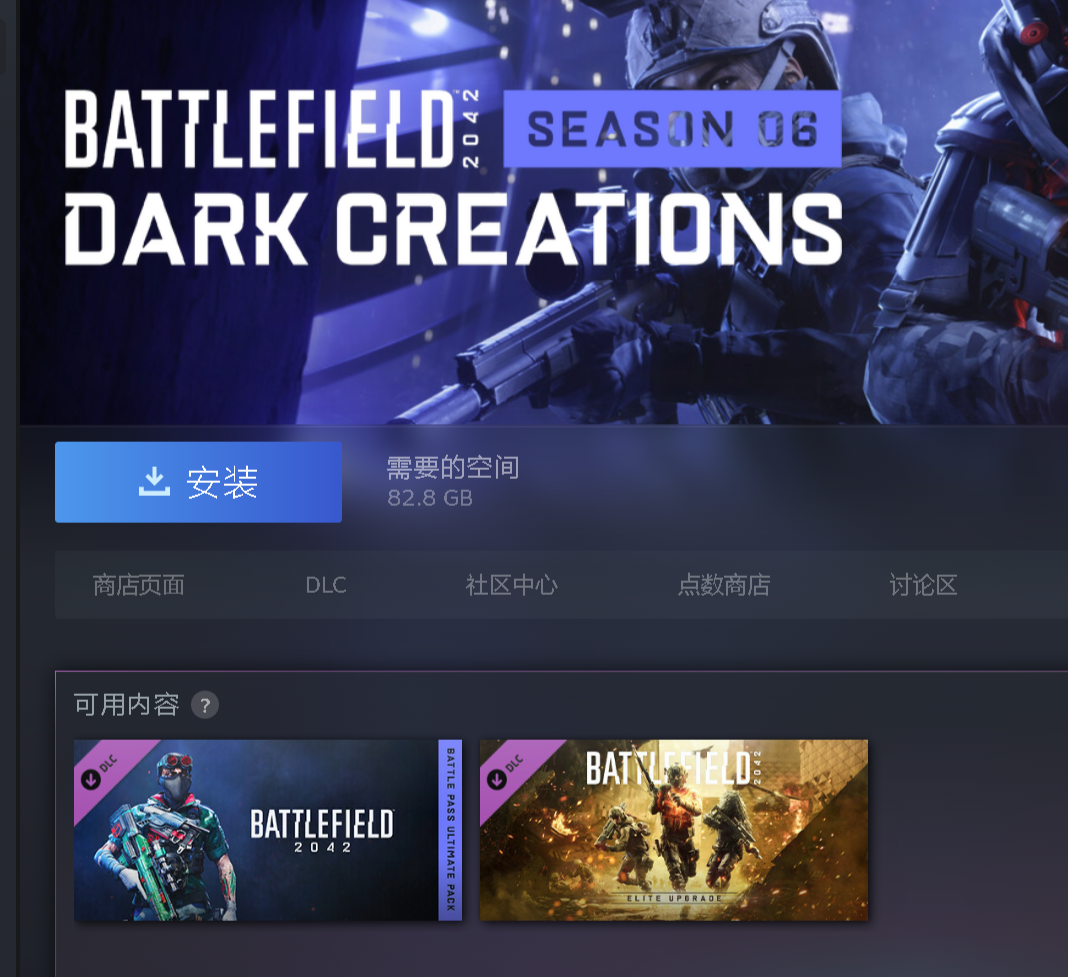 BATTLEFIELD 2042 SEASON 06
DARK CREATIONS
安装
需要的空间
82.8 GB
商店页面 DLC 社区中心 点数商店 讨论区
可用内容 ?
DLC
BATTLEFIELD
2042
BATTLE PASS ULTIMATE PACK
DLC
BATTLEFIELD 2042
ELITE UPGRADE